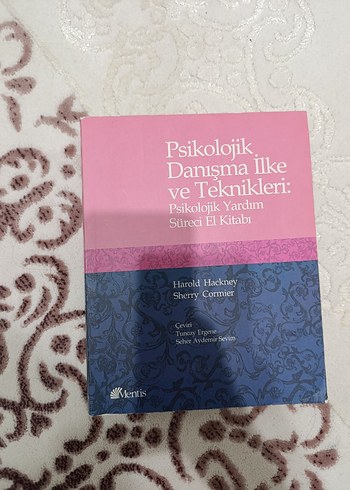 Psikolojik
Danışma İlke
ve Teknikleri:
Psikolojik Yardım
Süreci El Kitabı
Harold Hackney
Sherry Cormier
Çeviri
Tuncay Ergene
Seher Aydemir Sevim
Mentis